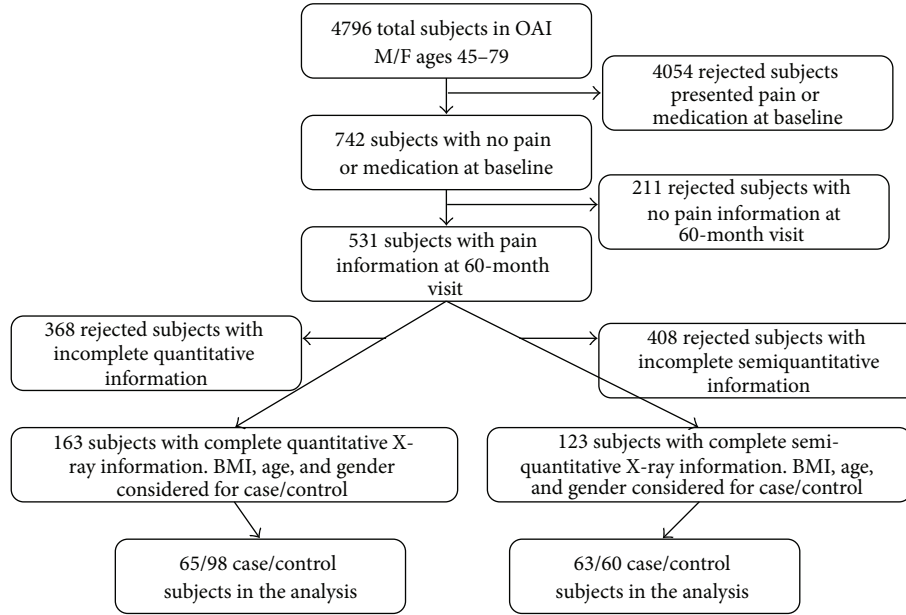 4796 total subjects in OAI
M/F ages 45–79
4054 rejected subjects
presented pain or
medication at baseline
742 subjects with no pain
or medication at baseline
211 rejected subjects with
no pain information at
60-month visit
531 subjects with pain
information at 60-month
visit
368 rejected subjects with
incomplete quantitative
information
408 rejected subjects with
incomplete semiquantitative
information
163 subjects with complete quantitative X-
ray information. BMI, age, and gender
considered for case/control
123 subjects with complete semi-
quantitative X-ray information. BMI, age,
and gender considered for case/control
65/98 case/control
subjects in the analysis
63/60 case/control
subjects in the analysis